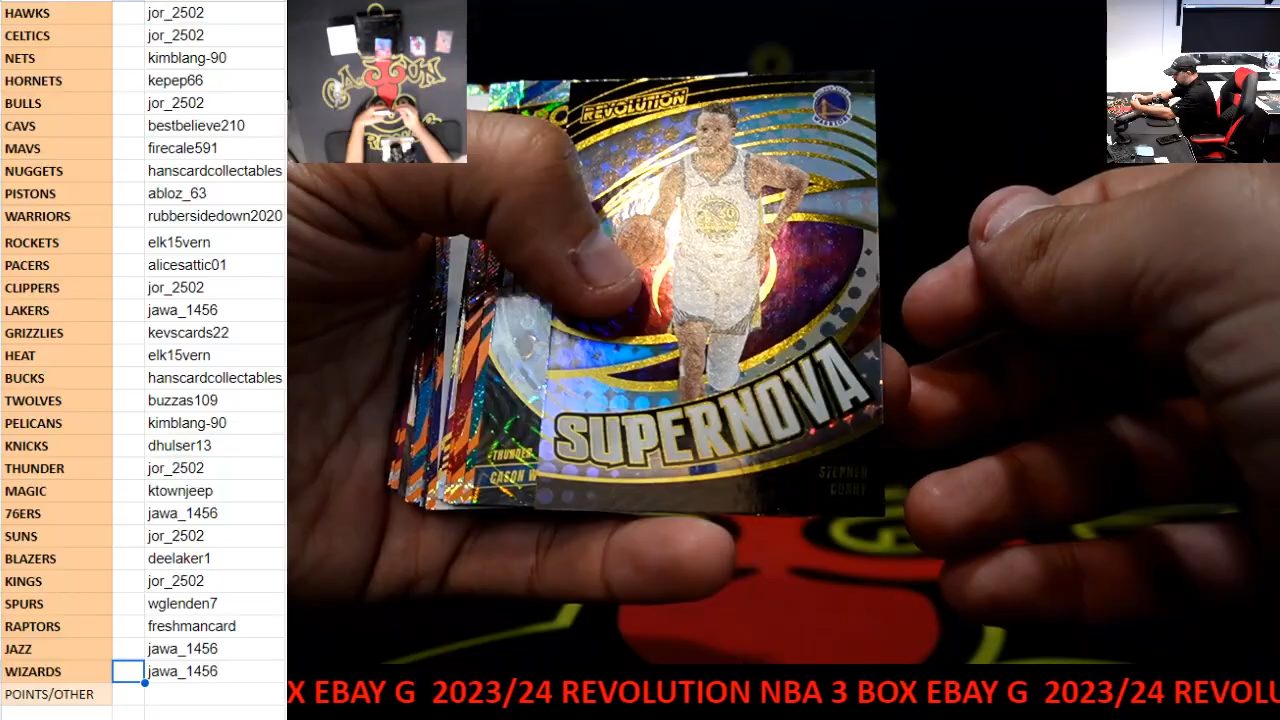 HAWKS jor_2502
CELTICS jor_2502
NETS kimblang-90
HORNETS kepep66
BULLS jor_2502
CAVS bestbelieve210
MAVS firecale591
NUGGETS hanscardcollectables
PISTONS abloz_63
WARRIORS rubbersidedown2020
ROCKETS elk15vern
PACERS alicesattic01
CLIPPERS jor_2502
LAKERS jawa_1456
GRIZZLIES kevscards22
HEAT elk15vern
BUCKS hanscardcollectables
TWOLVES buzzas109
PELICANS kimblang-90
KNICKS dhulser13
THUNDER jor_2502
MAGIC ktownjeep
76ERS jawa_1456
SUNS jor_2502
BLAZERS deelaker1
KINGS jor_2502
SPURS wglenden7
RAPTORS freshmancard
JAZZ jawa_1456
WIZARDS jawa_1456
POINTS/OTHER
REVOLUTION
SUPERNOVA
STEPHEN
CURRY
THUNDER
CASON W
X EBAY G 2023/24 REVOLUTION NBA 3 BOX EBAY G 2023/24 REVOLU